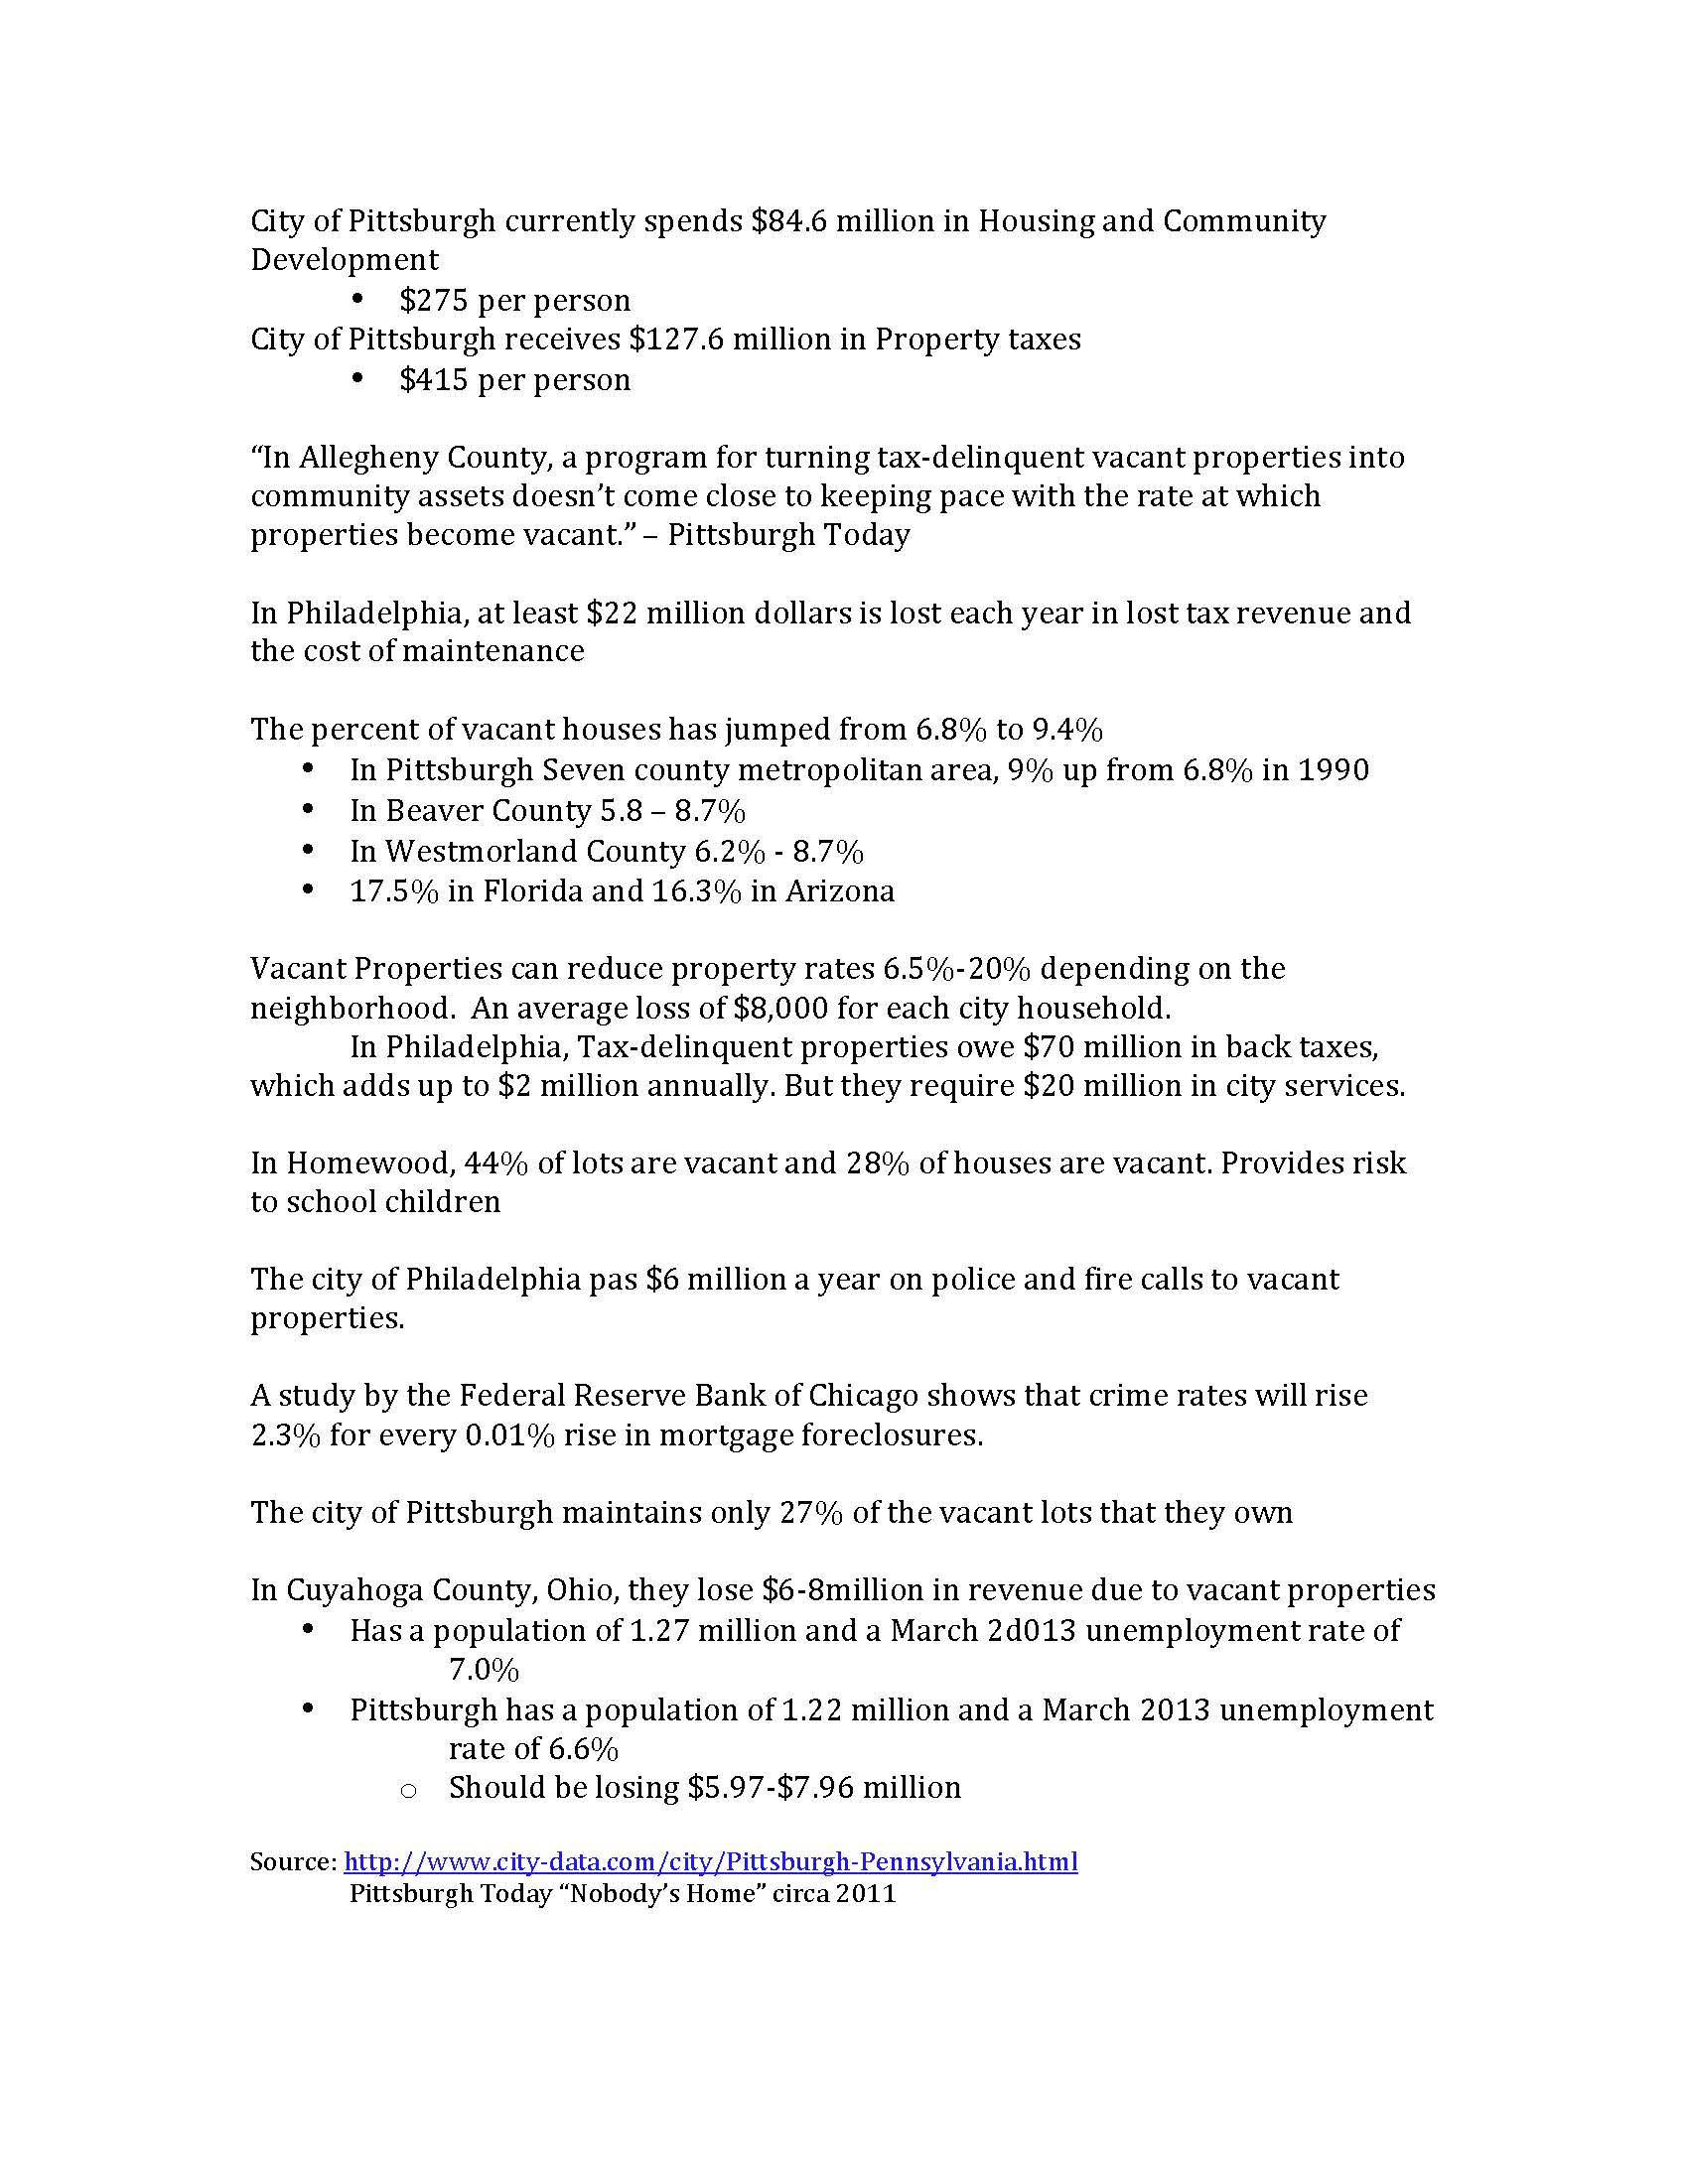 City of Pittsburgh currently spends $84.6 million in Housing and Community
Development
• $275 per person
City of Pittsburgh receives $127.6 million in Property taxes
• $415 per person
“In Allegheny County, a program for turning tax-delinquent vacant properties into
community assets doesn’t come close to keeping pace with the rate at which
properties become vacant.” – Pittsburgh Today
In Philadelphia, at least $22 million dollars is lost each year in lost tax revenue and
the cost of maintenance
The percent of vacant houses has jumped from 6.8% to 9.4%
• In Pittsburgh Seven county metropolitan area, 9% up from 6.8% in 1990
• In Beaver County 5.8 – 8.7%
• In Westmorland County 6.2% - 8.7%
• 17.5% in Florida and 16.3% in Arizona
Vacant Properties can reduce property rates 6.5%-20% depending on the
neighborhood.  An average loss of $8,000 for each city household.
In Philadelphia, Tax-delinquent properties owe $70 million in back taxes,
which adds up to $2 million annually. But they require $20 million in city services.
In Homewood, 44% of lots are vacant and 28% of houses are vacant. Provides risk
to school children
The city of Philadelphia pas $6 million a year on police and fire calls to vacant
properties.
A study by the Federal Reserve Bank of Chicago shows that crime rates will rise
2.3% for every 0.01% rise in mortgage foreclosures.
The city of Pittsburgh maintains only 27% of the vacant lots that they own
In Cuyahoga County, Ohio, they lose $6-8million in revenue due to vacant properties
• Has a population of 1.27 million and a March 2d013 unemployment rate of
7.0%
• Pittsburgh has a population of 1.22 million and a March 2013 unemployment
rate of 6.6%
o Should be losing $5.97-$7.96 million
Source: http://www.city-data.com/city/Pittsburgh-Pennsylvania.html
Pittsburgh Today “Nobody’s Home” circa 2011